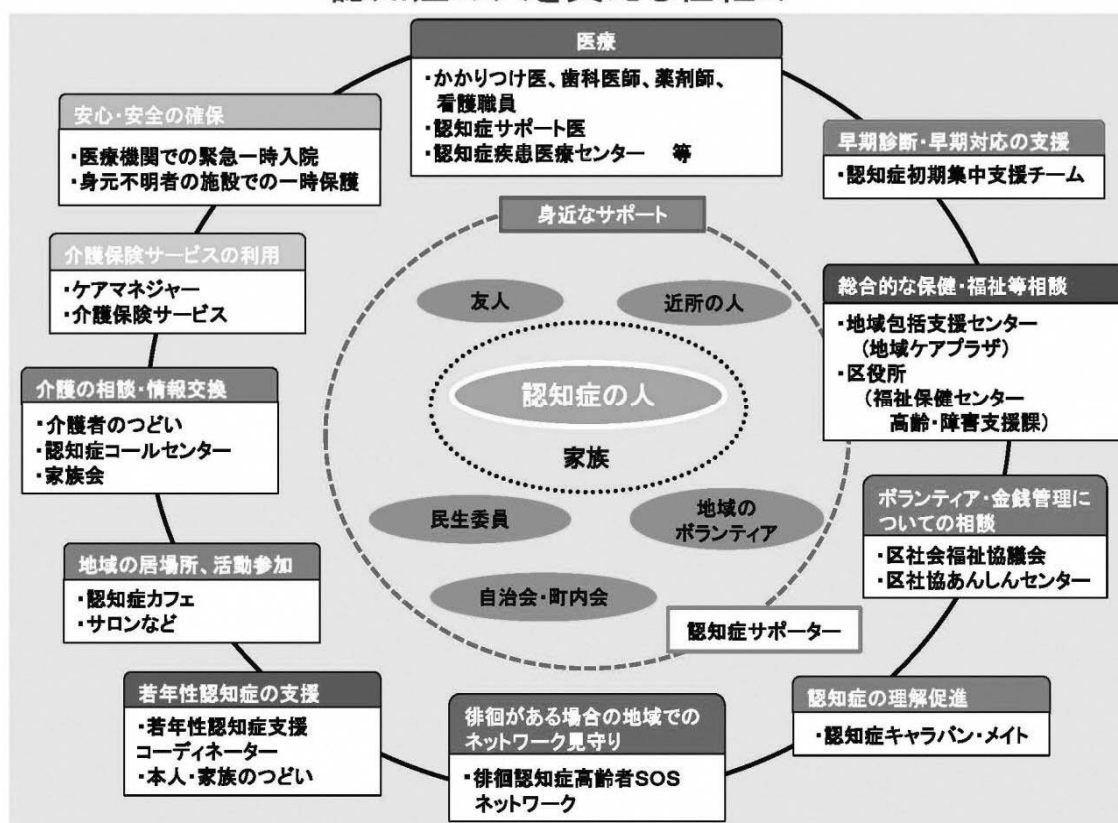 医療
・かかりつけ医、歯科医師、薬剤師、
看護職員
・認知症サポート医
・認知症疾患医療センター 等
安心・安全の確保
・医療機関での緊急一時入院
・身元不明者の施設での一時保護
早期診断・早期対応の支援
・認知症初期集中支援チーム
身近なサポート
介護保険サービスの利用
・ケアマネジャー
・介護保険サービス
友人
近所の人
総合的な保健・福祉等相談
・地域包括支援センター
(地域ケアプラザ)
・区役所
(福祉保健センター
高齢・障害支援課)
認知症の人
家族
介護の相談・情報交換
・介護者のつどい
・認知症コールセンター
・家族会
民生委員
地域の
ボランティア
ボランティア・金銭管理に
ついての相談
・区社会福祉協議会
・区社協あんしんセンター
地域の居場所、活動参加
・認知症カフェ
・サロンなど
自治会・町内会
認知症サポーター
若年性認知症の支援
・若年性認知症支援
コーディネーター
・本人・家族のつどい
徘徊がある場合の地域での
ネットワーク見守り
・徘徊認知症高齢者SOS
ネットワーク
認知症の理解促進
・認知症キャラバン・メイト